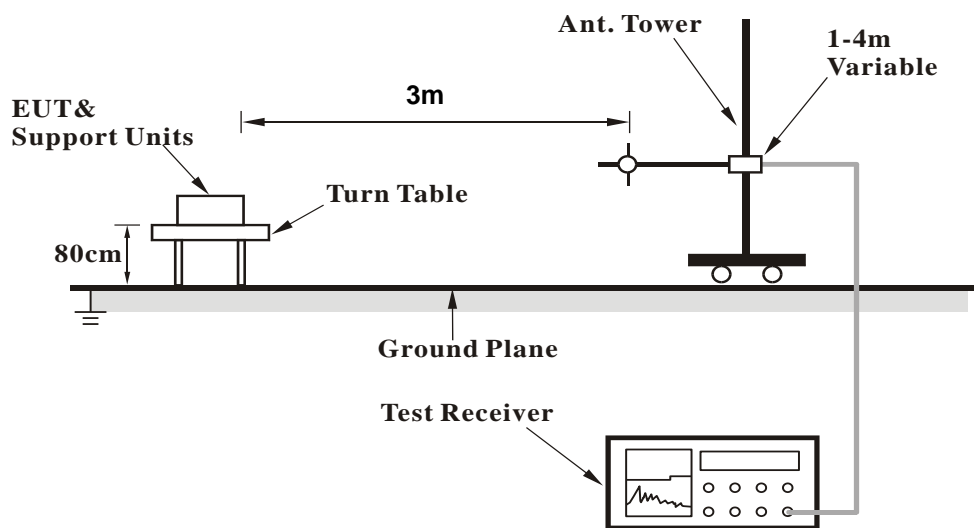 Ant. Tower
1-4m
Variable
3m
EUT&
Support Units
Turn Table
80cm
Ground Plane
Test Receiver